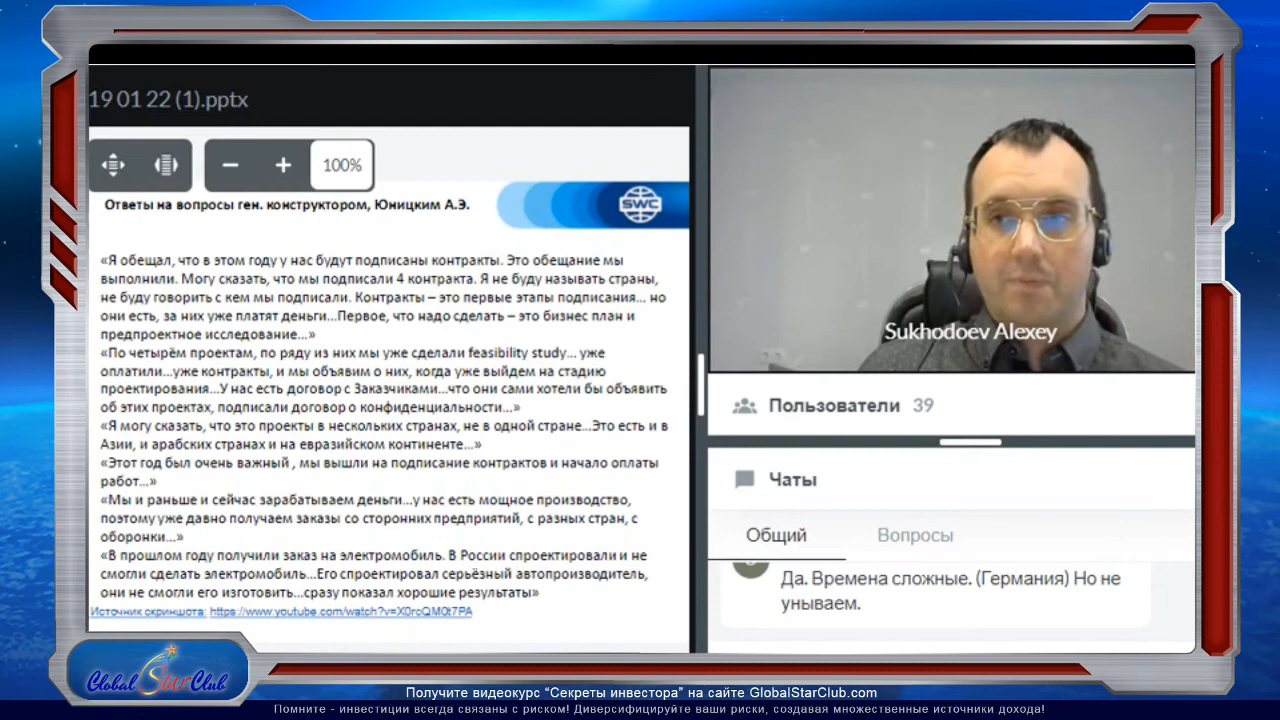 19 01 22 (1).pptx
100%
Ответы на вопросы ген. конструктором, Юницким А.Э.
SWC
«Я обещал, что в этом году у нас будут подписаны контракты. Это обещание мы
выполнили. Могу сказать, что мы подписали 4 контракта. Я не буду называть страны,
не буду говорить с кем мы подписали. Контракты – это первые этапы подписания... но
они есть, за них уже платят деньги...Первое, что надо сделать – это бизнес план и
предпроектное исследование...»
«По четырём проектам, по ряду из них мы уже сделали feasibility study... уже
оплатили...уже контракты, и мы объявим о них, когда уже выйдем на стадию
проектирования...У нас есть договор с Заказчиками...что они сами хотели бы объявить
об этих проектах, подписали договор о конфиденциальности...»
«Я могу сказать, что это проекты в нескольких странах, не в одной стране...Это есть и в
Азии, и арабских странах и на евразийском континенте...»
«Этот год был очень важный , мы вышли на подписание контрактов и начало оплаты
работ...»
«Мы и раньше и сейчас зарабатываем деньги...у нас есть мощное производство,
поэтому уже давно получаем заказы со сторонних предприятий, с разных стран, с
оборонки...»
«В прошлом году получили заказ на электромобиль. В России спроектировали и не
смогли сделать электромобиль...Его спроектировал серьёзный автопроизводитель,
они не смогли его изготовить...сразу показал хорошие результаты»
Источник скриншота: https://www.youtube.com/watch?v=X0rcQM0t7PA
Sukhodoev Alexey
Пользователи 39
Чаты
Общий Вопросы
Да. Времена сложные. (Германия) Но не
унываем.
Global Star Club
Получите видеокурс "Секреты инвестора" на сайте GlobalStarClub.com
Помните - инвестиции всегда связаны с риском! Диверсифицируйте ваши риски, создавая множественные источники дохода!